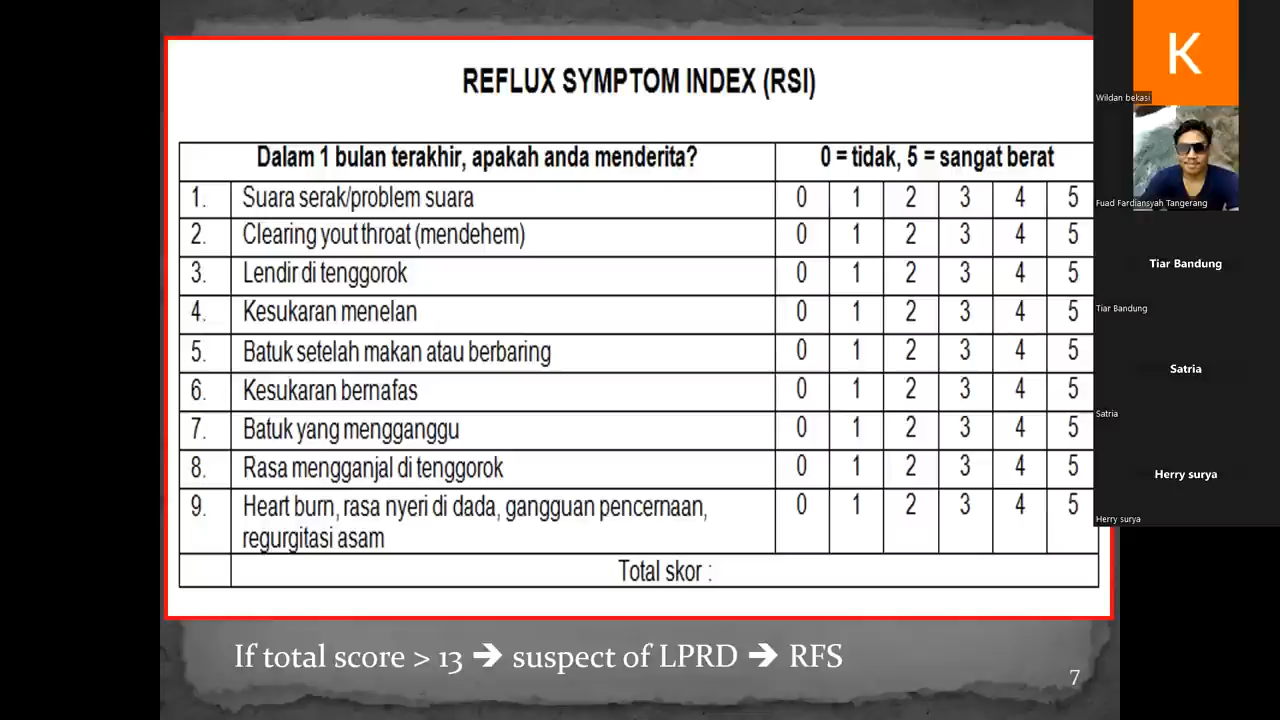 REFLUX SYMPTOM INDEX (RSI)
Dalam 1 bulan terakhir, apakah anda menderita? 0 = tidak, 5 = sangat berat
1. Suara serak/problem suara 0 1 2 3 4 5
2. Clearing yout throat (mendehem) 0 1 2 3 4 5
3. Lendir di tenggorok 0 1 2 3 4 5
4. Kesukaran menelan 0 1 2 3 4 5
5. Batuk setelah makan atau berbaring 0 1 2 3 4 5
6. Kesukaran bernafas 0 1 2 3 4 5
7. Batuk yang mengganggu 0 1 2 3 4 5
8. Rasa mengganjal di tenggorok 0 1 2 3 4 5
9. Heart burn, rasa nyeri di dada, gangguan pencernaan, 0 1 2 3 4 5
regurgitasi asam
Total skor :
If total score > 13 ➔ suspect of LPRD ➔ RFS
7
K
Wildan bekasi
Fuad Fardiansyah Tangerang
Tiar Bandung
Tiar Bandung
Satria
Satria
Herry surya
Herry surya